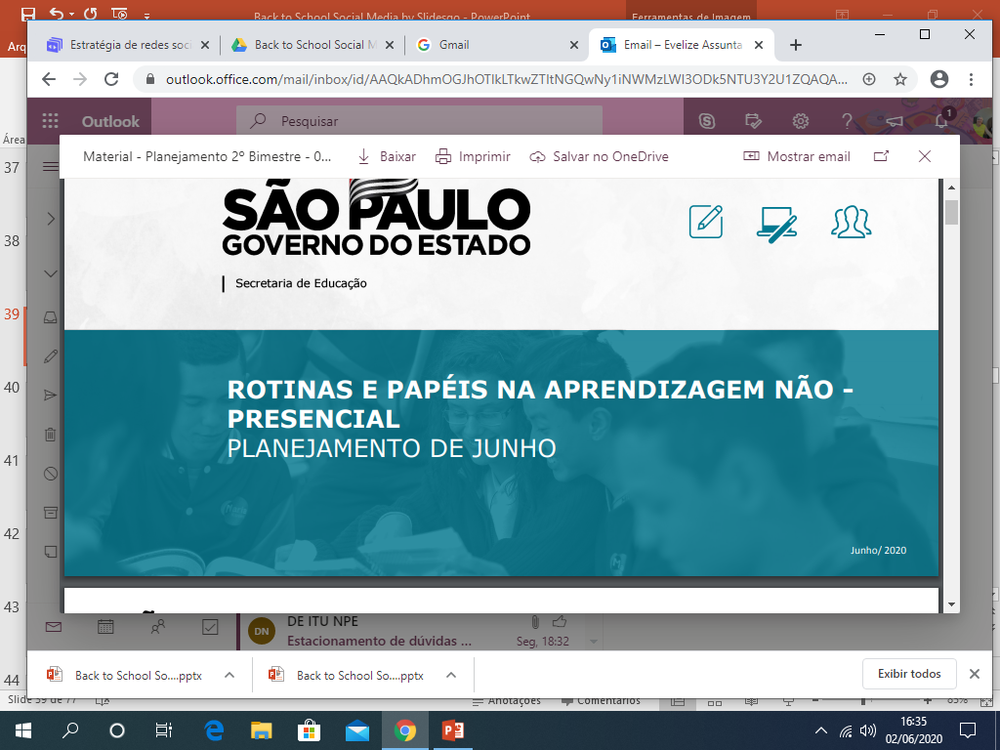 Back to School Social Media by Slidesgo - PowerPoint
Ferramentas de Imagem
Arq
Estratégia de redes soci
Back to School Social M
Gmail
Email – Evelize Assunta
outlook.office.com/mail/inbox/id/AAQkADhmOGJhOTlkLTkwZTItNGQwNy1iNWMzLWI3ODk5NTU3Y2U1ZQAQA...
Outlook
Pesquisar
1
Área
Material - Planejamento 2º Bimestre - 0...
Baixar
Imprimir
Salvar no OneDrive
Mostrar email
37
38
39
40
41
42
43
44
SÃO PAULO
GOVERNO DO ESTADO
Secretaria de Educação
ROTINAS E PAPÉIS NA APRENDIZAGEM NÃO -
PRESENCIAL
PLANEJAMENTO DE JUNHO
Junho/ 2020
DN
DE ITU NPE
Estacionamento de dúvidas ...
Seg, 18:32
Back to School So....pptx
Back to School So....pptx
Exibir todos
Slide 39 de 77
Anotações
Comentários
85%
16:35
02/06/2020